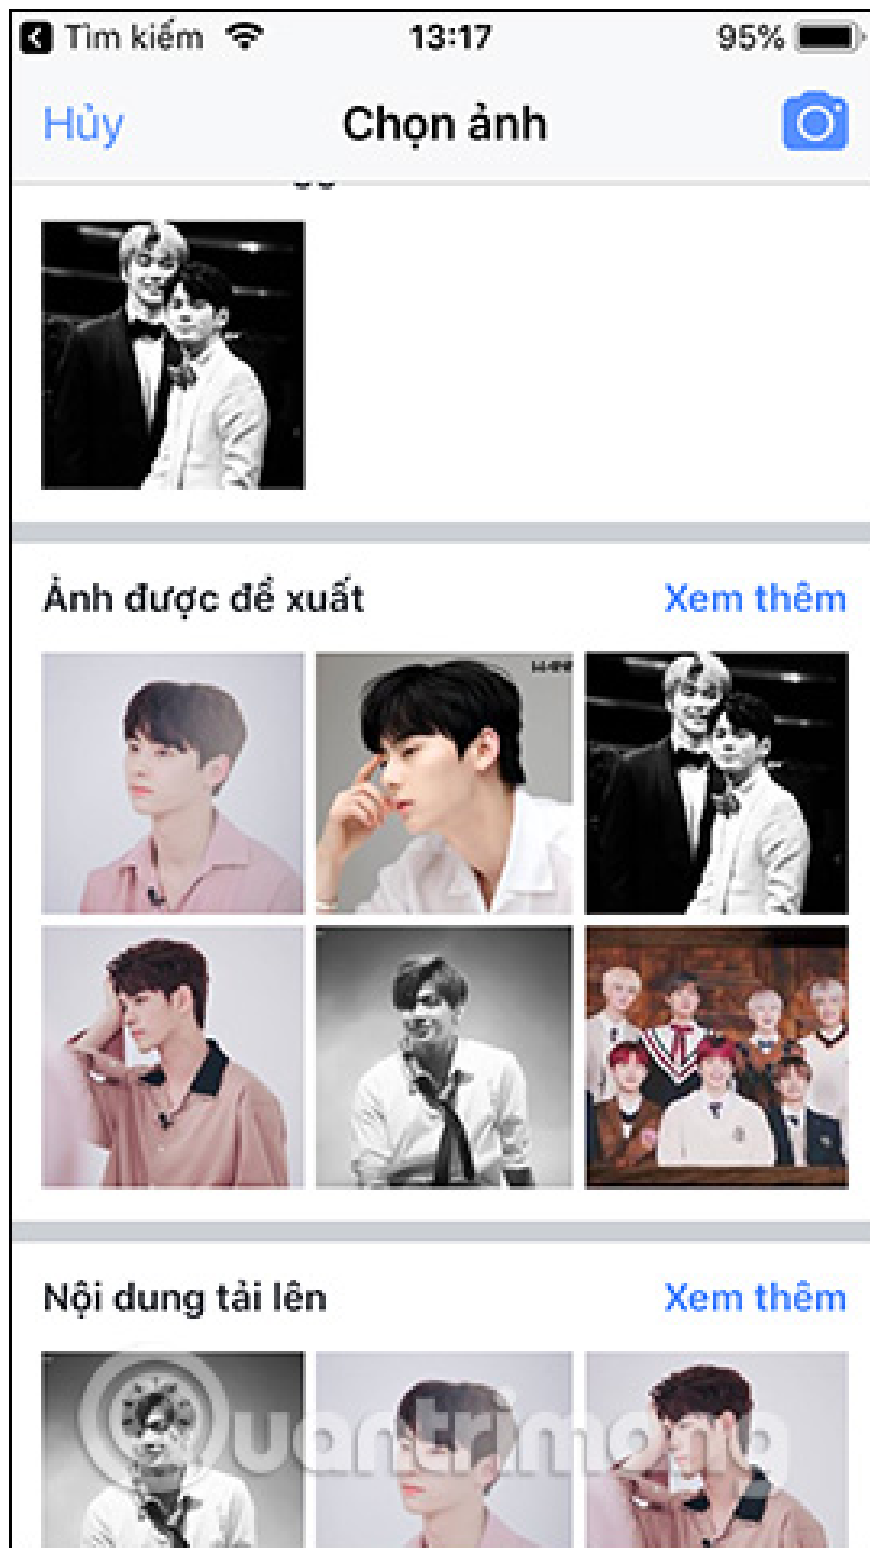 Tìm kiếm
13:17
95%
Hủy
Chọn ảnh
Ảnh được đề xuất
Xem thêm
Nội dung tải lên
Xem thêm
uantrimang